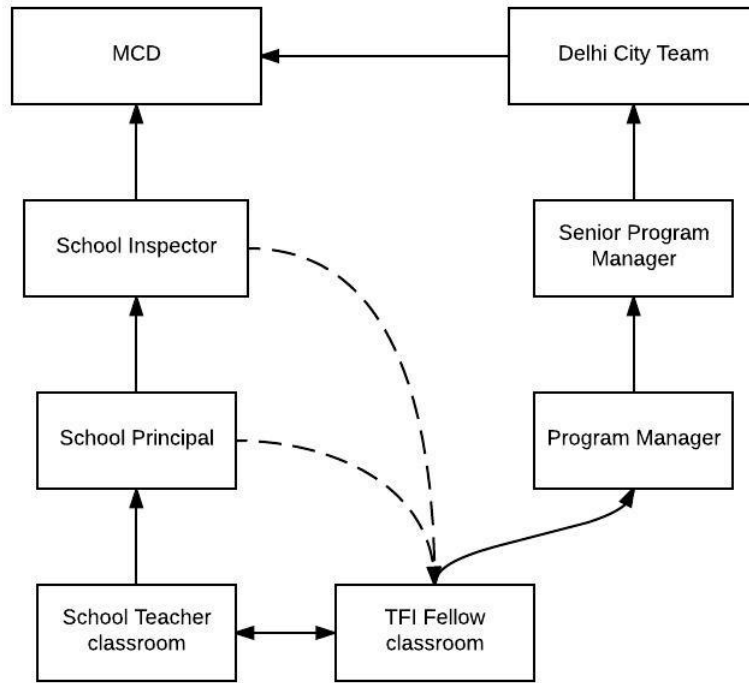 MCD
Delhi City Team
School Inspector
Senior Program
Manager
School Principal
Program Manager
School Teacher
classroom
TFI Fellow
classroom